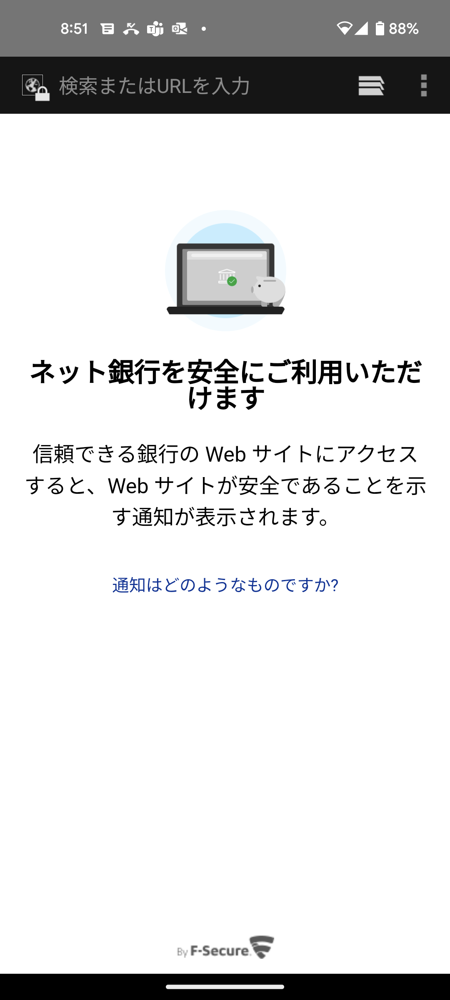 8:51
88%
検索またはURLを入力
ネット銀行を安全にご利用いただ
けます
信頼できる銀行の Web サイトにアクセス
すると、Web サイトが安全であることを示
す通知が表示されます。
通知はどのようなものですか?
By F-Secure.